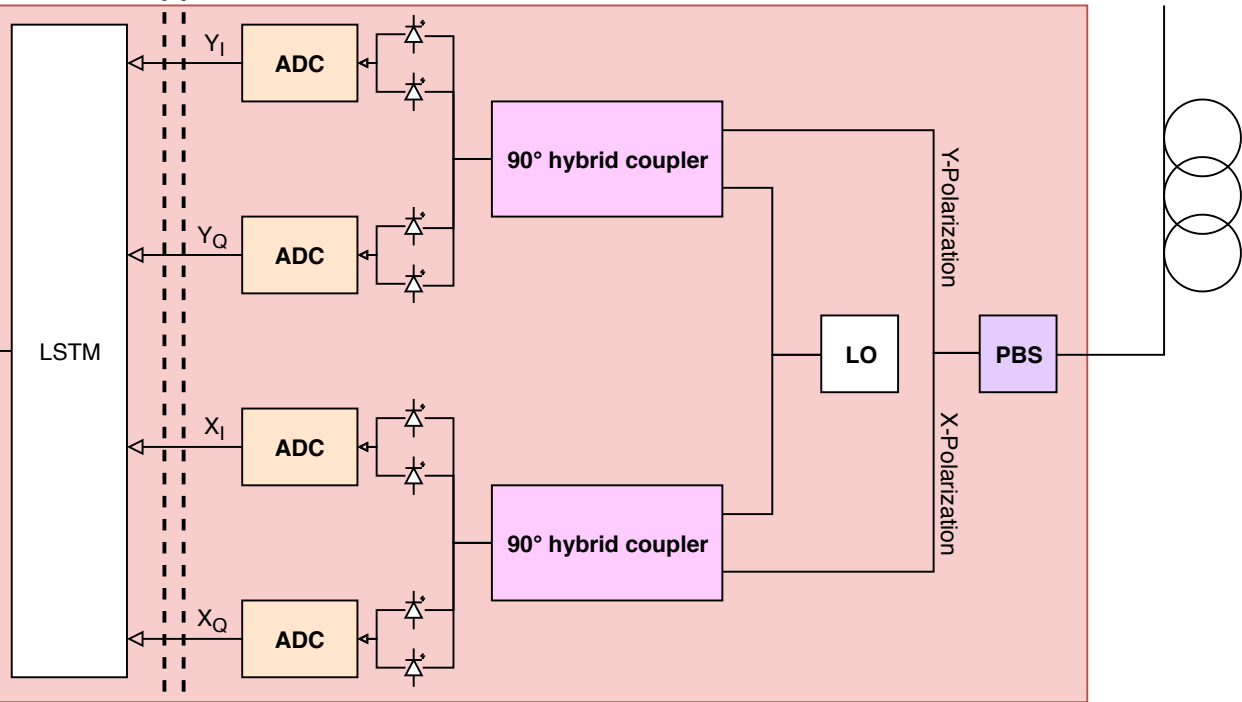 Y_I
ADC
90° hybrid coupler
Y-Polarization
Y_Q
ADC
LSTM
LO
PBS
X_I
ADC
X-Polarization
90° hybrid coupler
X_Q
ADC